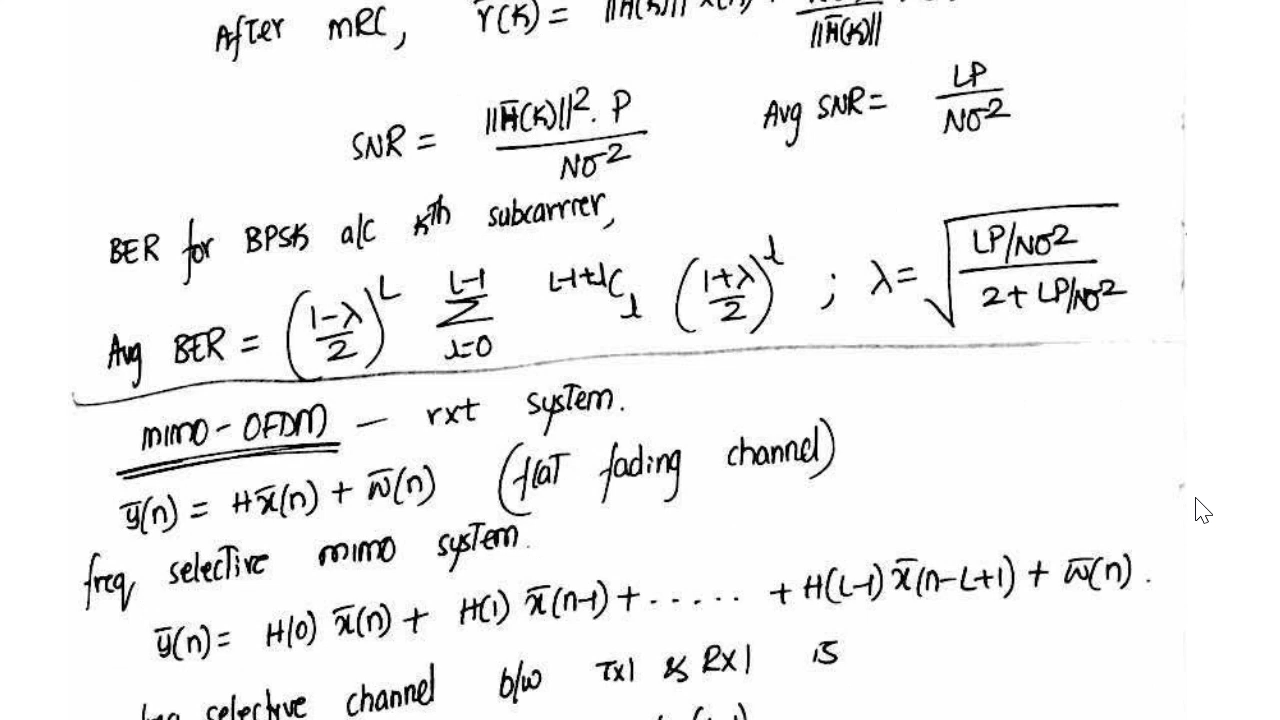 After MRC, r̄(k) =
SNR = ||H̄(k)||². P / Nσ² Avg SNR = LP / Nσ²
BER for BPSK a/c kth subcarrier,
Avg BER = ((1-λ)/2)^L Σ_{l=0}^{L-1} ^{L-1+l}C_l ((1+λ)/2)^l ; λ = √((LP/Nσ²) / (2 + LP/Nσ²))
MIMO-OFDM — rxt system.
ȳ(n) = Hx̄(n) + w̄(n) (flat fading channel)
freq selective MIMO system.
ȳ(n) = H(0) x̄(n) + H(1) x̄(n-1) + ...... + H(L-1) x̄(n-L+1) + w̄(n).
selective channel b/w Tx1 & Rx1 is